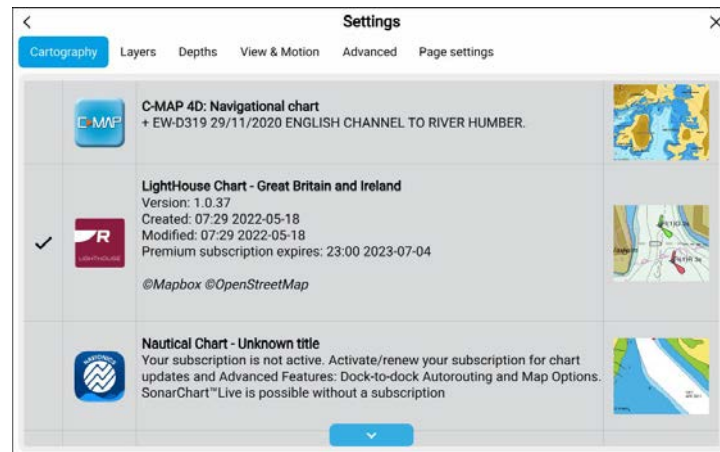 Settings
Cartography Layers Depths View & Motion Advanced Page settings
C-MAP
C-MAP 4D: Navigational chart
+ EW-D319 29/11/2020 ENGLISH CHANNEL TO RIVER HUMBER.
LightHouse Chart - Great Britain and Ireland
Version: 1.0.37
Created: 07:29 2022-05-18
Modified: 07:29 2022-05-18
Premium subscription expires: 23:00 2023-07-04
©Mapbox ©OpenStreetMap
R
LIGHTHOUSE
NAVIONICS
Nautical Chart - Unknown title
Your subscription is not active. Activate/renew your subscription for chart
updates and Advanced Features: Dock-to-dock Autorouting and Map Options.
SonarChart™Live is possible without a subscription